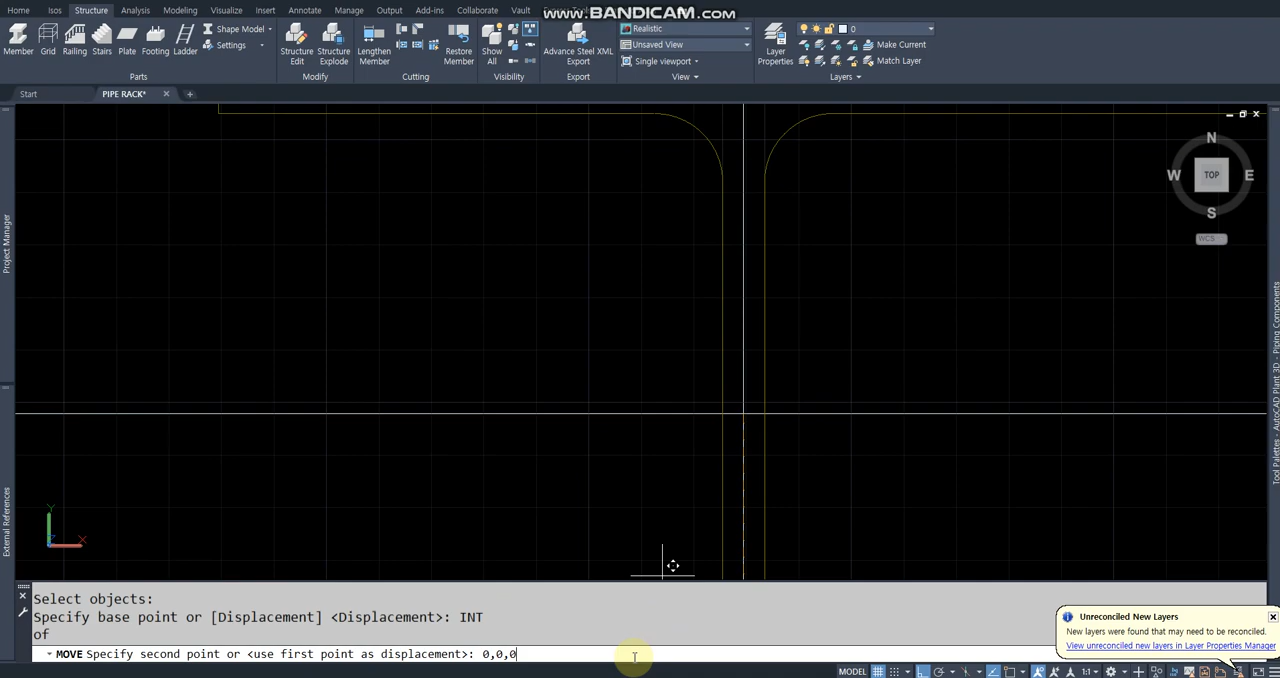 Home Isos Structure Analysis Modeling Visualize Insert Annotate Manage Output Add-ins Collaborate Vault
www.BANDICAM.com
Member Grid Railing Stairs Plate Footing Ladder
Shape Model
Settings
Structure Edit
Structure Explode
Lengthen Member
Restore Member
Show All
Advance Steel XML Export
Realistic
Unsaved View
Single viewport
Layer Properties
0
Make Current
Match Layer
Parts Modify Cutting Visibility Export View Layers
Start PIPE RACK*
N
W TOP E
S
WCS
Project Manager
External References
Tool Palettes - AutoCAD Plant 3D - Piping Components
Y
X
Select objects:
Specify base point or [Displacement] <Displacement>: INT
of
MOVE Specify second point or <use first point as displacement>: 0,0,0
Unreconciled New Layers
New layers were found that may need to be reconciled.
View unreconciled new layers in Layer Properties Manager
MODEL 1:1